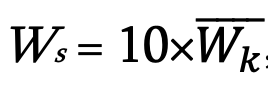 Wₛ = 10×W̅ₖ;